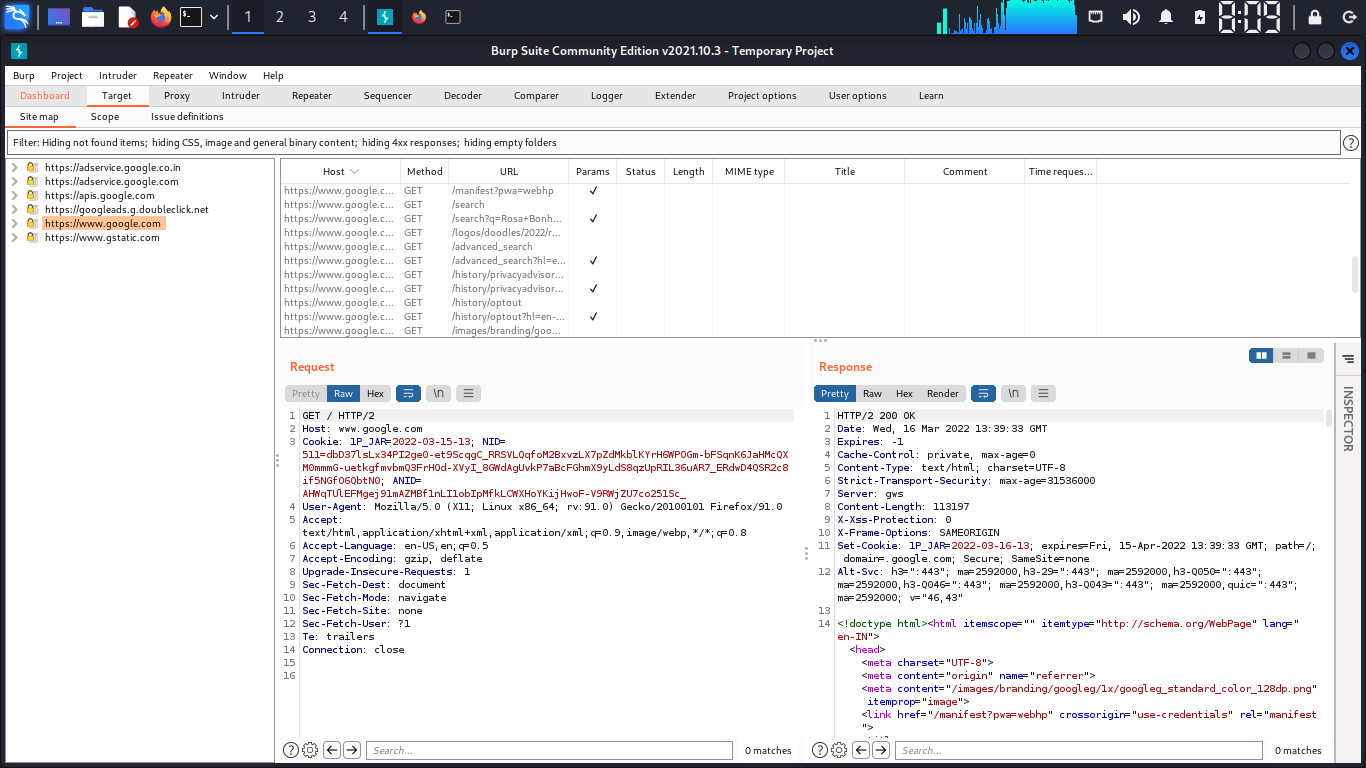 1 2 3 4 8:09
Burp Suite Community Edition v2021.10.3 - Temporary Project
Burp Project Intruder Repeater Window Help
Dashboard Target Proxy Intruder Repeater Sequencer Decoder Comparer Logger Extender Project options User options Learn
Site map Scope Issue definitions
Filter: Hiding not found items; hiding CSS, image and general binary content; hiding 4xx responses; hiding empty folders
https://adservice.google.co.in
https://adservice.google.com
https://apis.google.com
https://googleads.g.doubleclick.net
https://www.google.com
https://www.gstatic.com
Host Method URL Params Status Length MIME type Title Comment Time reques...
https://www.google.c... GET /manifest?pwa=webhp ✓
https://www.google.c... GET /search
https://www.google.c... GET /search?q=Rosa+Bonh... ✓
https://www.google.c... GET /logos/doodles/2022/r...
https://www.google.c... GET /advanced_search
https://www.google.c... GET /advanced_search?hl=e... ✓
https://www.google.c... GET /history/privacyadvisor...
https://www.google.c... GET /history/privacyadvisor... ✓
https://www.google.c... GET /history/optout
https://www.google.c... GET /history/optout?hl=en-... ✓
https://www.google.c... GET /images/branding/goo...
Request
Pretty Raw Hex \n
1 GET / HTTP/2
2 Host: www.google.com
3 Cookie: 1P_JAR=2022-03-15-13; NID=
511=dbD37lsLx34PI2ge0-et9ScqgC_RRSVLQqfoM2BxvzLX7pZdMkblKYrH6WPOGm-bFSqnK6JaHMcQX
M0mmmG-uetkgfmvbmQ3FrHOd-XVyI_8GWdAgUvkP7aBcFGhmX9yLdS8qzUpRIL36uAR7_ERdwD4QSR2c8
if5NGfO6QbtN0; ANID=
AHWqTUlEFMgej91mAZMBf1nLI1obIpMfkLCWXHoYKijHwoF-V9RWjZU7co251Sc_
4 User-Agent: Mozilla/5.0 (X11; Linux x86_64; rv:91.0) Gecko/20100101 Firefox/91.0
5 Accept:
text/html,application/xhtml+xml,application/xml;q=0.9,image/webp,*/*;q=0.8
6 Accept-Language: en-US,en;q=0.5
7 Accept-Encoding: gzip, deflate
8 Upgrade-Insecure-Requests: 1
9 Sec-Fetch-Dest: document
10 Sec-Fetch-Mode: navigate
11 Sec-Fetch-Site: none
12 Sec-Fetch-User: ?1
13 Te: trailers
14 Connection: close
15
16
Search... 0 matches
Response
Pretty Raw Hex Render \n
1 HTTP/2 200 OK
2 Date: Wed, 16 Mar 2022 13:39:33 GMT
3 Expires: -1
4 Cache-Control: private, max-age=0
5 Content-Type: text/html; charset=UTF-8
6 Strict-Transport-Security: max-age=31536000
7 Server: gws
8 Content-Length: 113197
9 X-Xss-Protection: 0
10 X-Frame-Options: SAMEORIGIN
11 Set-Cookie: 1P_JAR=2022-03-16-13; expires=Fri, 15-Apr-2022 13:39:33 GMT; path=/;
domain=.google.com; Secure; SameSite=none
12 Alt-Svc: h3=":443"; ma=2592000,h3-29=":443"; ma=2592000,h3-Q050=":443";
ma=2592000,h3-Q046=":443"; ma=2592000,h3-Q043=":443"; ma=2592000,quic=":443";
ma=2592000; v="46,43"
13
14 <!doctype html><html itemscope="" itemtype="http://schema.org/WebPage" lang="
en-IN">
<head>
<meta charset="UTF-8">
<meta content="origin" name="referrer">
<meta content="/images/branding/googleg/1x/googleg_standard_color_128dp.png"
itemprop="image">
<link href="/manifest?pwa=webhp" crossorigin="use-credentials" rel="manifest
">
Search... 0 matches
INSPECTOR